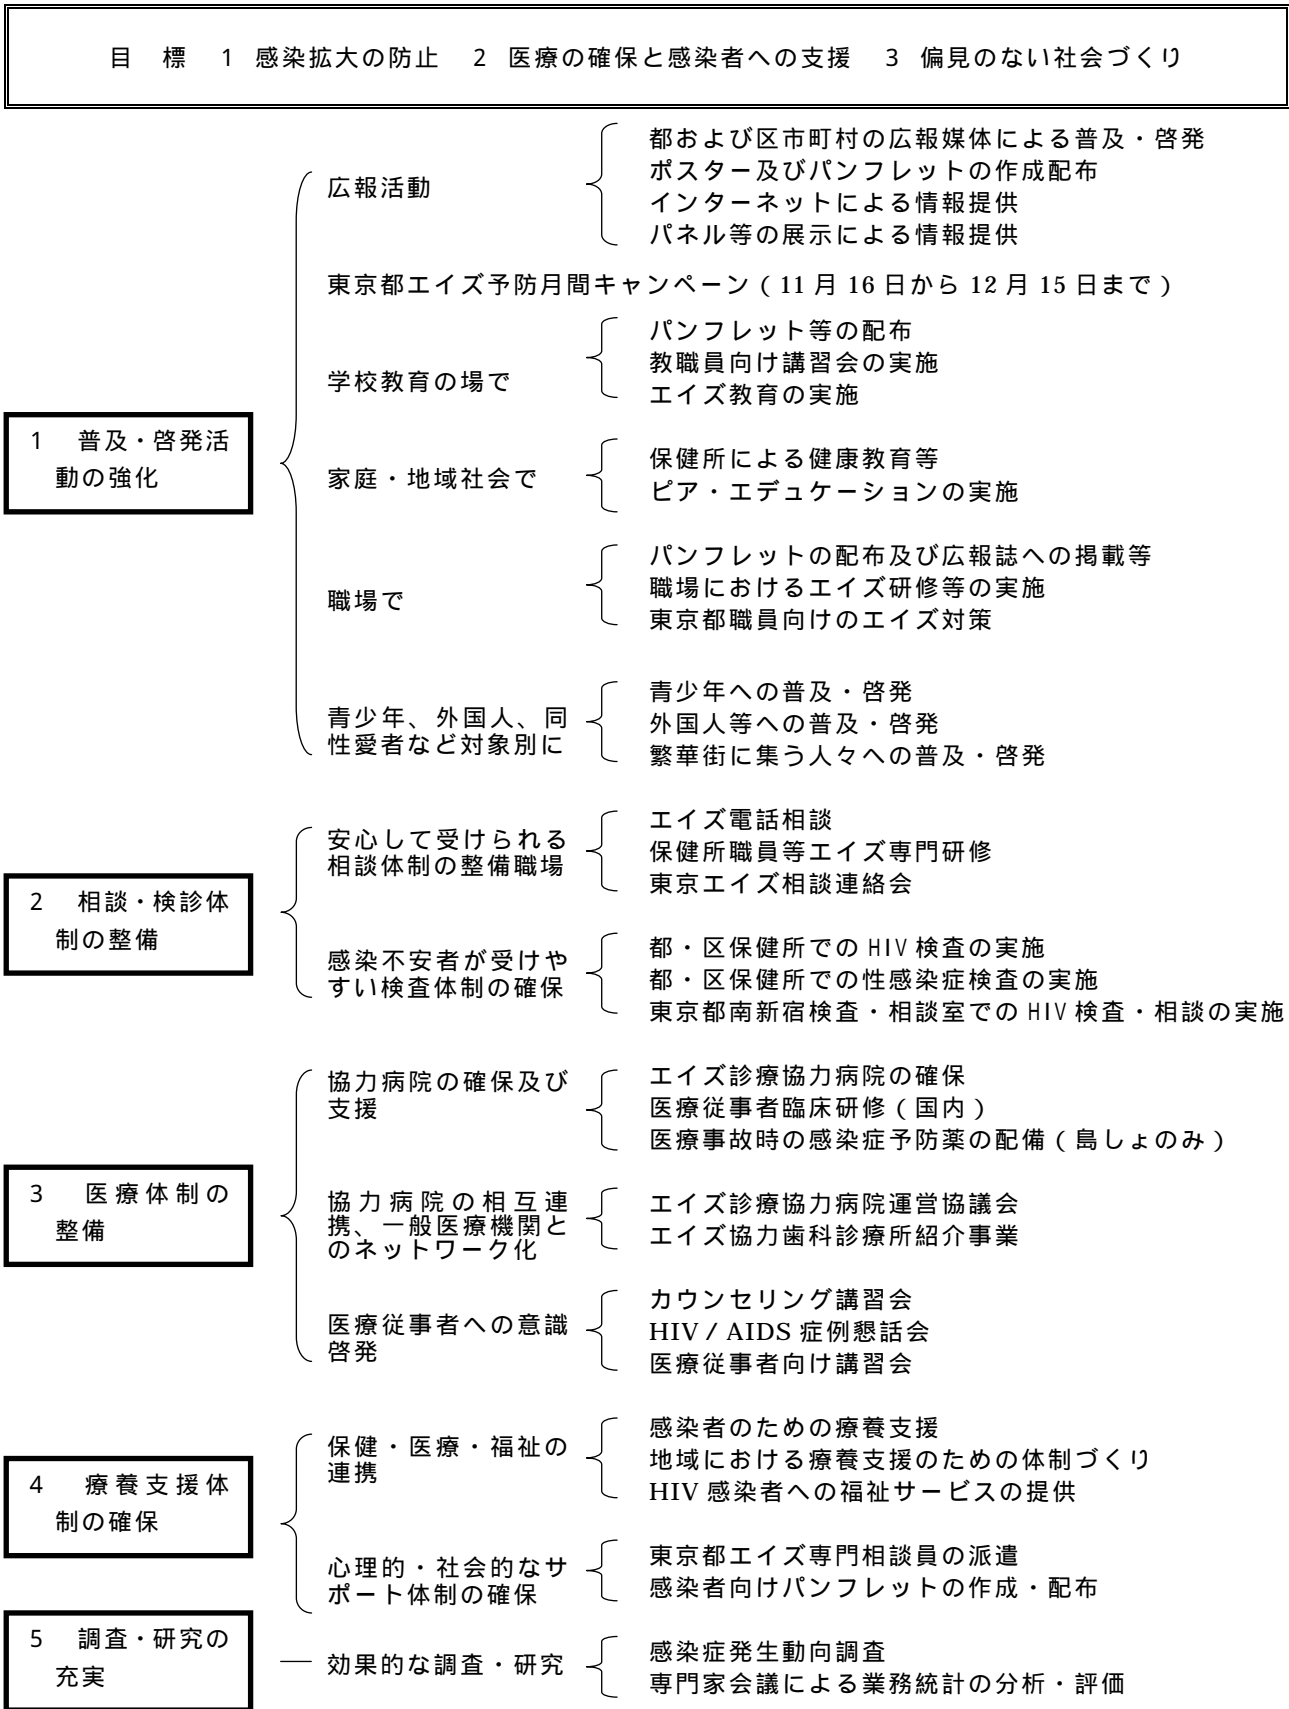 目　標　1 感染拡大の防止　2 医療の確保と感染者への支援　3 偏見のない社会づくり
1　普及・啓発活
動の強化
広報活動
都および区市町村の広報媒体による普及・啓発
ポスター及びパンフレットの作成配布
インターネットによる情報提供
パネル等の展示による情報提供
東京都エイズ予防月間キャンペーン（11月16日から12月15日まで）
学校教育の場で
パンフレット等の配布
教職員向け講習会の実施
エイズ教育の実施
家庭・地域社会で
保健所による健康教育等
ピア・エデュケーションの実施
職場で
パンフレットの配布及び広報誌への掲載等
職場におけるエイズ研修等の実施
東京都職員向けのエイズ対策
青少年、外国人、同
性愛者など対象別に
青少年への普及・啓発
外国人等への普及・啓発
繁華街に集う人々への普及・啓発
2　相談・検診体
制の整備
安心して受けられる
相談体制の整備職場
エイズ電話相談
保健所職員等エイズ専門研修
東京エイズ相談連絡会
感染不安者が受けや
すい検査体制の確保
都・区保健所でのHIV検査の実施
都・区保健所での性感染症検査の実施
東京都南新宿検査・相談室でのHIV検査・相談の実施
3　医療体制の
整備
協力病院の確保及び
支援
エイズ診療協力病院の確保
医療従事者臨床研修（国内）
医療事故時の感染症予防薬の配備（島しょのみ）
協力病院の相互連
携、一般医療機関と
のネットワーク化
エイズ診療協力病院運営協議会
エイズ協力歯科診療所紹介事業
医療従事者への意識
啓発
カウンセリング講習会
HIV/AIDS症例懇話会
医療従事者向け講習会
4　療養支援体
制の確保
保健・医療・福祉の
連携
感染者のための療養支援
地域における療養支援のための体制づくり
HIV感染者への福祉サービスの提供
心理的・社会的なサ
ポート体制の確保
東京都エイズ専門相談員の派遣
感染者向けパンフレットの作成・配布
5　調査・研究の
充実
効果的な調査・研究
感染症発生動向調査
専門家会議による業務統計の分析・評価